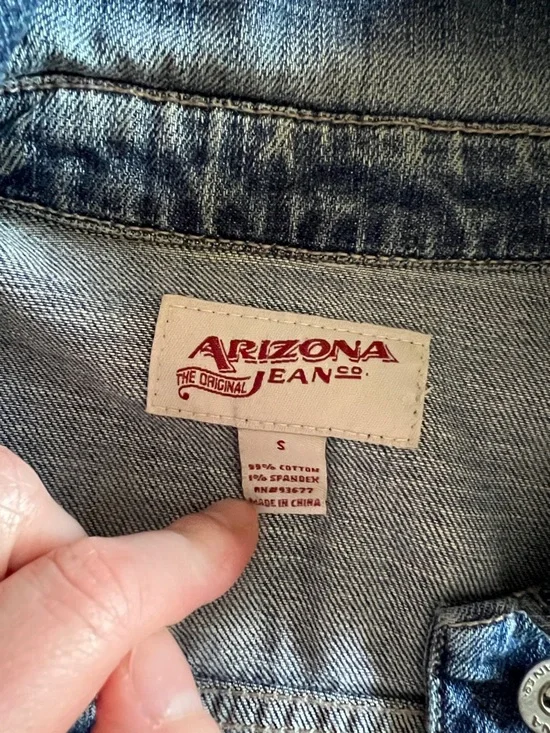 ARIZONA
THE ORIGINAL JEAN CO.
S
99% COTTON
1% SPANDEX
RN#93677
MADE IN CHINA